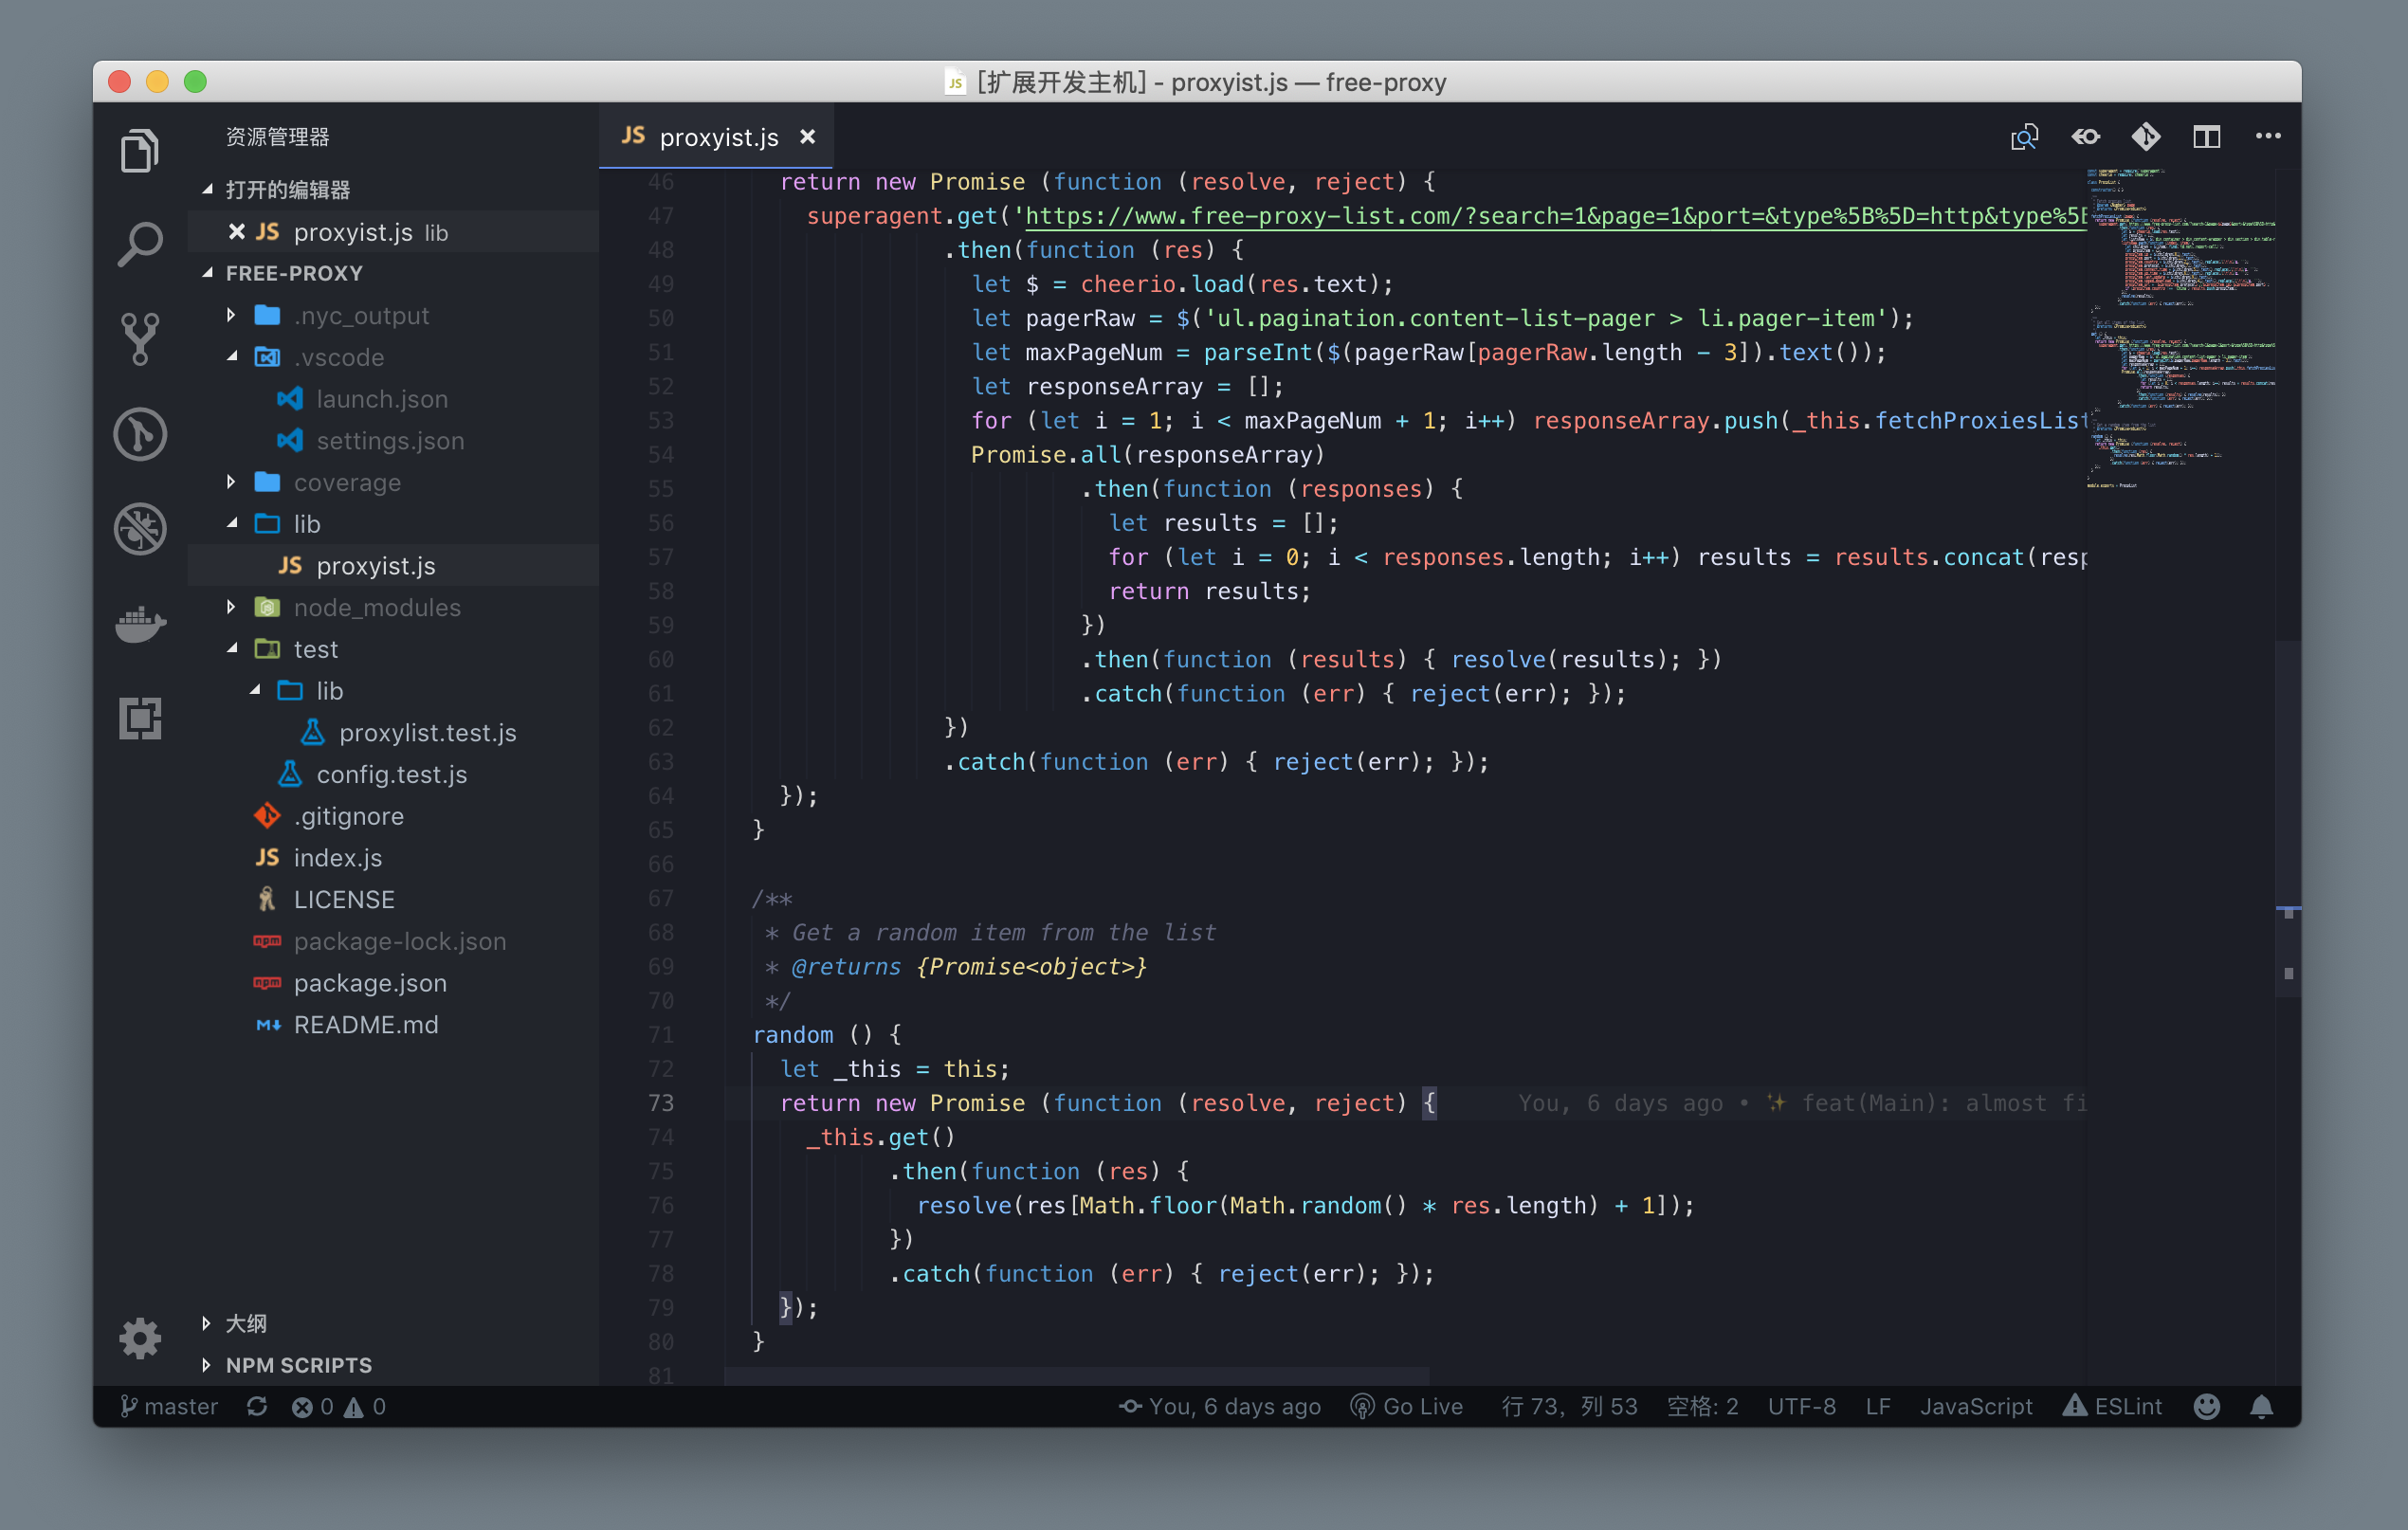 [扩展开发主机] - proxyist.js — free-proxy
资源管理器
打开的编辑器
proxyist.js lib
FREE-PROXY
.nyc_output
.vscode
launch.json
settings.json
coverage
lib
proxyist.js
node_modules
test
lib
proxylist.test.js
config.test.js
.gitignore
index.js
LICENSE
package-lock.json
package.json
README.md
大纲
NPM SCRIPTS
JS proxyist.js
46 return new Promise (function (resolve, reject) {
47 superagent.get('https://www.free-proxy-list.com/?search=1&page=1&port=&type%5B%5D=http&type%5B
48 .then(function (res) {
49 let $ = cheerio.load(res.text);
50 let pagerRaw = $('ul.pagination.content-list-pager > li.pager-item');
51 let maxPageNum = parseInt($(pagerRaw[pagerRaw.length - 3]).text());
52 let responseArray = [];
53 for (let i = 1; i < maxPageNum + 1; i++) responseArray.push(_this.fetchProxiesList
54 Promise.all(responseArray)
55 .then(function (responses) {
56 let results = [];
57 for (let i = 0; i < responses.length; i++) results = results.concat(resp
58 return results;
59 })
60 .then(function (results) { resolve(results); })
61 .catch(function (err) { reject(err); });
62 })
63 .catch(function (err) { reject(err); });
64 });
65 }
66
67 /**
68 * Get a random item from the list
69 * @returns {Promise<object>}
70 */
71 random () {
72 let _this = this;
73 return new Promise (function (resolve, reject) { You, 6 days ago • ✨ feat(Main): almost fi
74 _this.get()
75 .then(function (res) {
76 resolve(res[Math.floor(Math.random() * res.length) + 1]);
77 })
78 .catch(function (err) { reject(err); });
79 });
80 }
81
master 0 0 You, 6 days ago Go Live 行 73，列 53 空格: 2 UTF-8 LF JavaScript ESLint